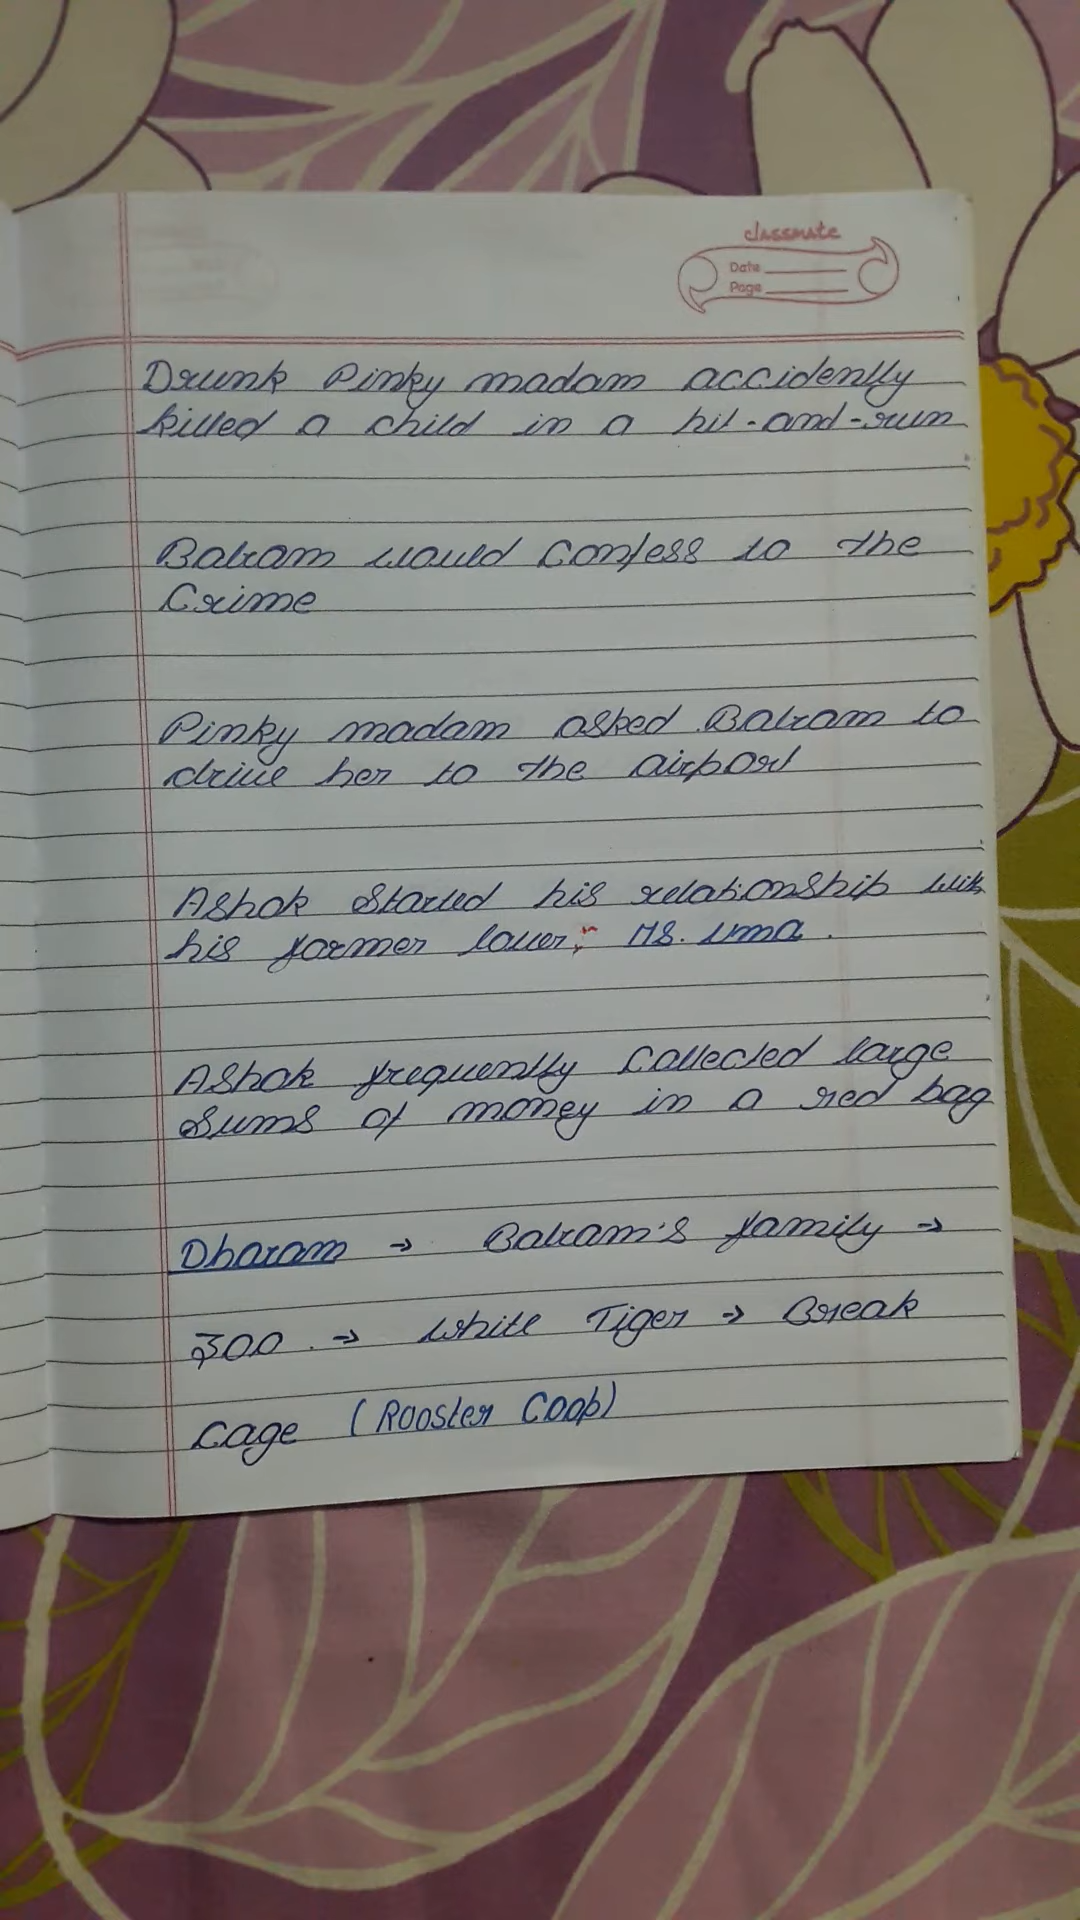 classmate
Date
Page
Drunk Pinky madam accidently
killed a child in a hit-and-run
Balram would Confess to the
Crime
Pinky madam asked Balram to
drive her to the airport
Ashok Started his relationship with
his former lover, Ms. Uma.
Ashok frequently Collected large
Sums of money in a red bag
Dharam → Balram's family →
Zoo → White Tiger → Break
Cage (Rooster Coop)